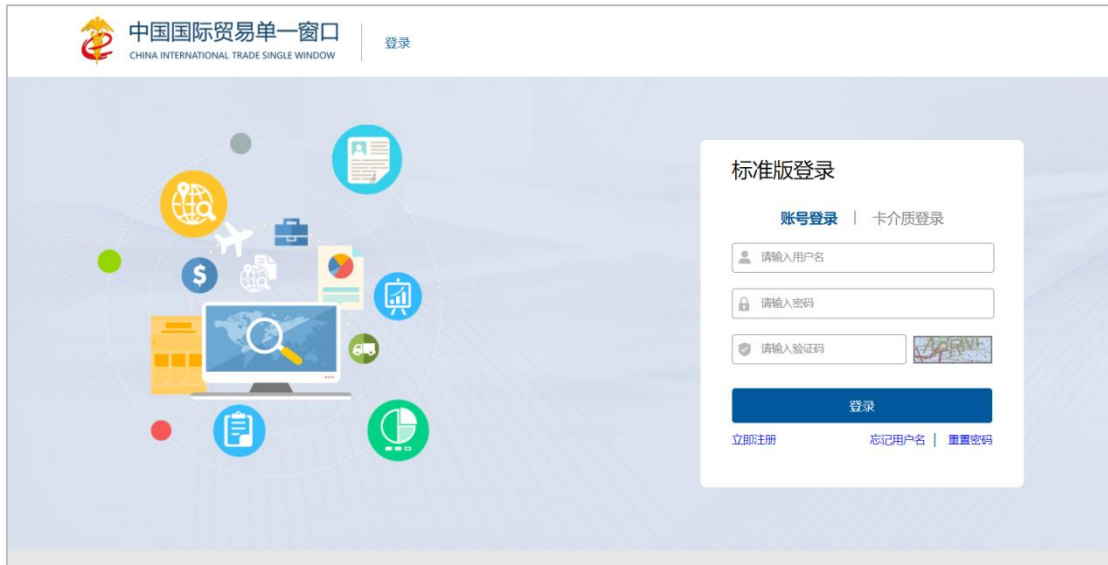 中国国际贸易单一窗口
CHINA INTERNATIONAL TRADE SINGLE WINDOW
登录
标准版登录
账号登录 | 卡介质登录
请输入用户名
请输入密码
请输入验证码
登录
立即注册 忘记用户名 | 重置密码